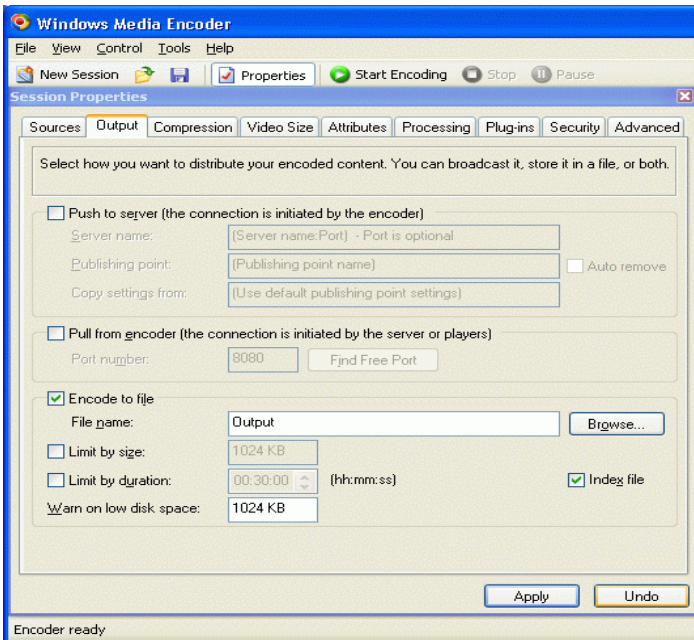 Windows Media Encoder
File View Control Tools Help
New Session Properties Start Encoding Stop Pause
Session Properties
Sources Output Compression Video Size Attributes Processing Plug-ins Security Advanced
Select how you want to distribute your encoded content. You can broadcast it, store it in a file, or both.
Push to server (the connection is initiated by the encoder)
Server name: (Server name:Port) - Port is optional
Publishing point: (Publishing point name) Auto remove
Copy settings from: (Use default publishing point settings)
Pull from encoder (the connection is initiated by the server or players)
Port number: 8080 Find Free Port
Encode to file
File name: Output Browse...
Limit by size: 1024 KB
Limit by duration: 00:30:00 (hh:mm:ss) Index file
Warn on low disk space: 1024 KB
Apply Undo
Encoder ready